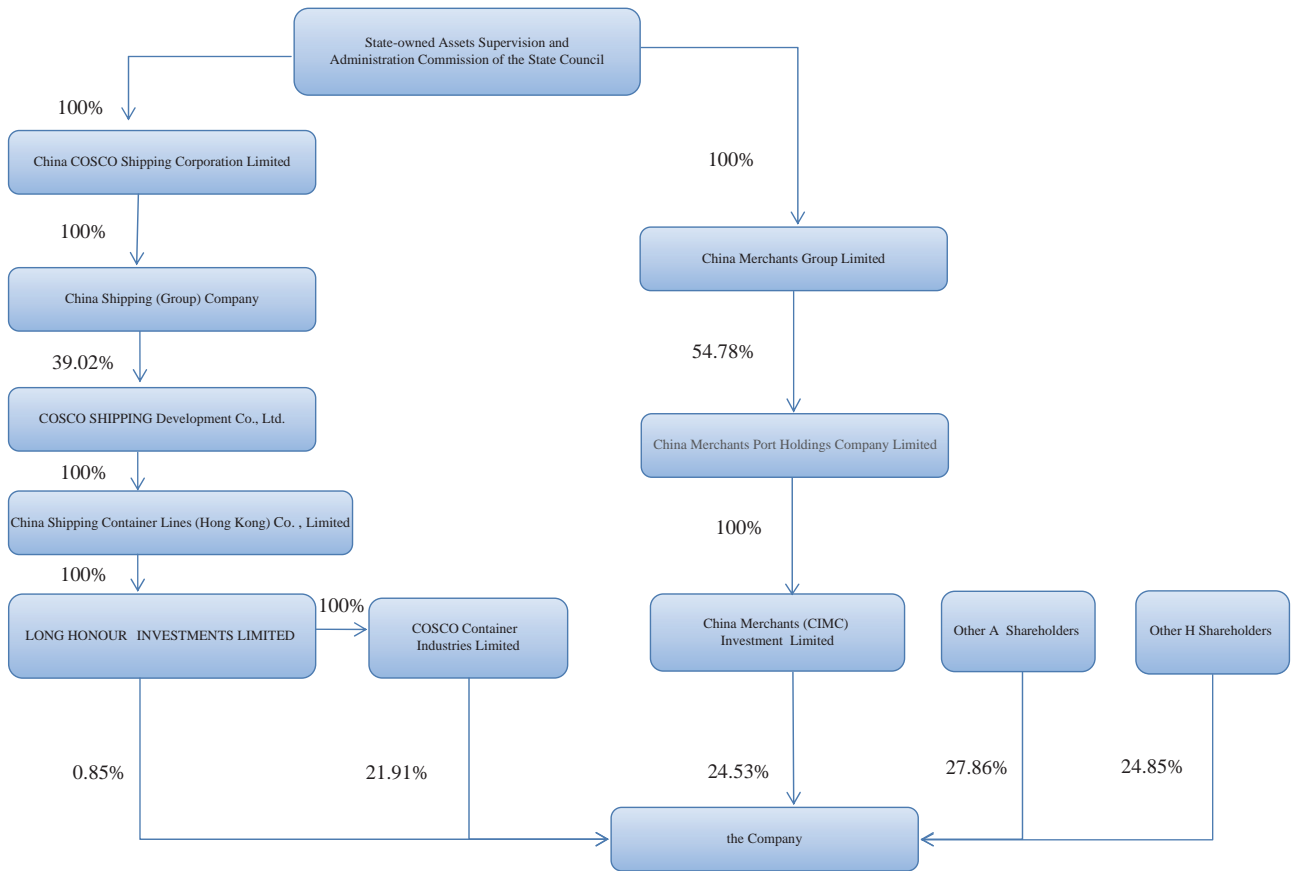 State-owned Assets Supervision and
Administration Commission of the State Council
100%
China COSCO Shipping Corporation Limited
100%
100%
China Shipping (Group) Company
China Merchants Group Limited
39.02%
54.78%
COSCO SHIPPING Development Co., Ltd.
China Merchants Port Holdings Company Limited
100%
China Shipping Container Lines (Hong Kong) Co. , Limited
100%
100%
LONG HONOUR INVESTMENTS LIMITED
100%
COSCO Container
Industries Limited
China Merchants (CIMC)
Investment Limited
Other A Shareholders
Other H Shareholders
0.85%
21.91%
24.53%
27.86%
24.85%
the Company